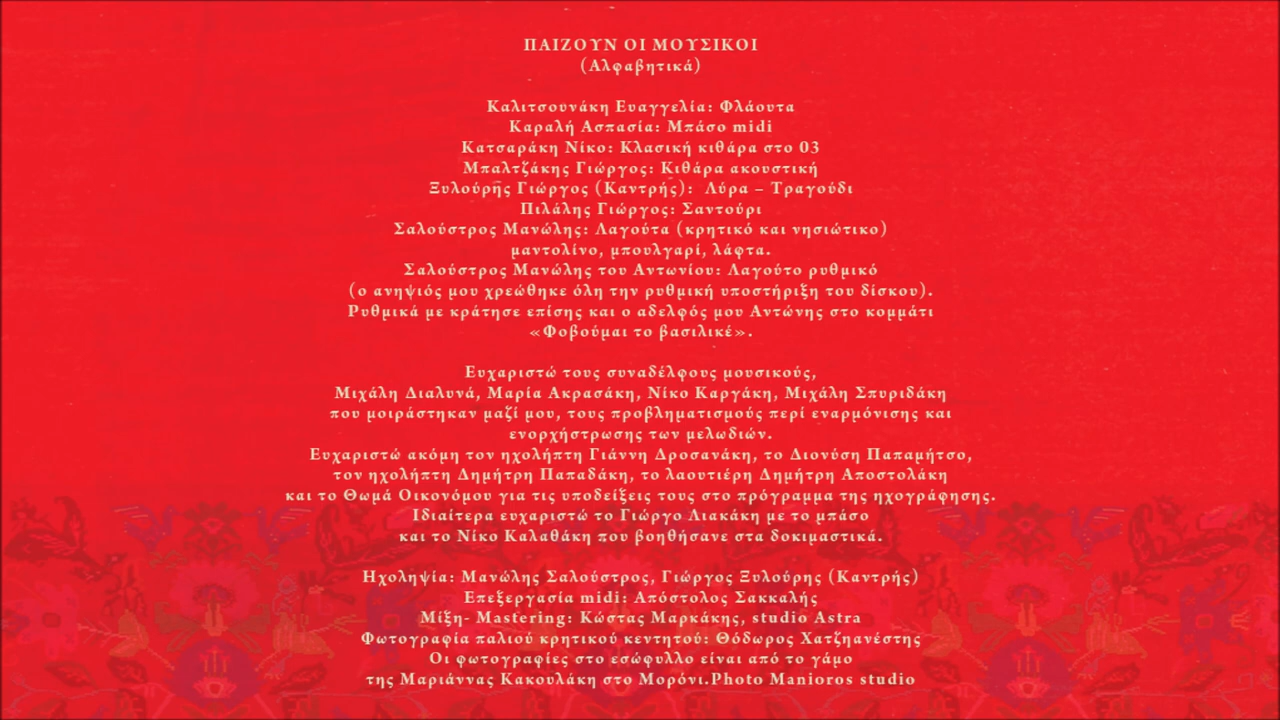 ΠΑΙΖΟΥΝ ΟΙ ΜΟΥΣΙΚΟΙ
(Αλφαβητικά)
Καλιτσουνάκη Ευαγγελία: Φλάουτα
Καραλή Ασπασία: Μπάσο midi
Κατσαράκη Νίκο: Κλασική κιθάρα στο 03
Μπαλτζάκης Γιώργος: Κιθάρα ακουστική
Ξυλούρής Γιώργος (Καντρής): Λύρα – Τραγούδι
Πιλάλης Γιώργος: Σαντούρι
Σαλούστρος Μανώλης: Λαγούτα (κρητικό και νησιώτικο)
μαντολίνο, μπουλγαρί, λάφτα.
Σαλούστρος Μανώλης του Αντωνίου: Λαγούτο ρυθμικό
(ο ανηψιός μου χρεώθηκε όλη την ρυθμική υποστήριξη του δίσκου).
Ρυθμικά με κράτησε επίσης και ο αδελφός μου Αντώνης στο κομμάτι
«Φοβούμαι το βασιλικέ».
Ευχαριστώ τους συναδέλφους μουσικούς,
Μιχάλη Διαλυνά, Μαρία Ακρασάκη, Νίκο Καργάκη, Μιχάλη Σπυριδάκη
που μοιράστηκαν μαζί μου, τους προβληματισμούς περί εναρμόνισης και
ενορχήστρωσης των μελωδιών.
Ευχαριστώ ακόμη τον ηχολήπτη Γιάννη Δροσανάκη, το Διονύση Παπαμήτσο,
τον ηχολήπτη Δημήτρη Παπαδάκη, το λαουτιέρη Δημήτρη Αποστολάκη
και το Θωμά Οικονόμου για τις υποδείξεις τους στο πρόγραμμα της ηχογράφησης.
Ιδιαίτερα ευχαριστώ το Γιώργο Λιακάκη με το μπάσο
και το Νίκο Καλαθάκη που βοηθήσανε στα δοκιμαστικά.
Ηχοληψία: Μανώλης Σαλούστρος, Γιώργος Ξυλούρης (Καντρής)
Επεξεργασία midi: Απόστολος Σακκαλής
Μίξη- Mastering: Κώστας Μαρκάκης, studio Astra
Φωτογραφία παλιού κρητικού κεντητού: Θόδωρος Χατζηανέστης
Οι φωτογραφίες στο εσώφυλλο είναι από το γάμο
της Μαριάννας Κακουλάκη στο Μορόνι.Photo Manioros studio